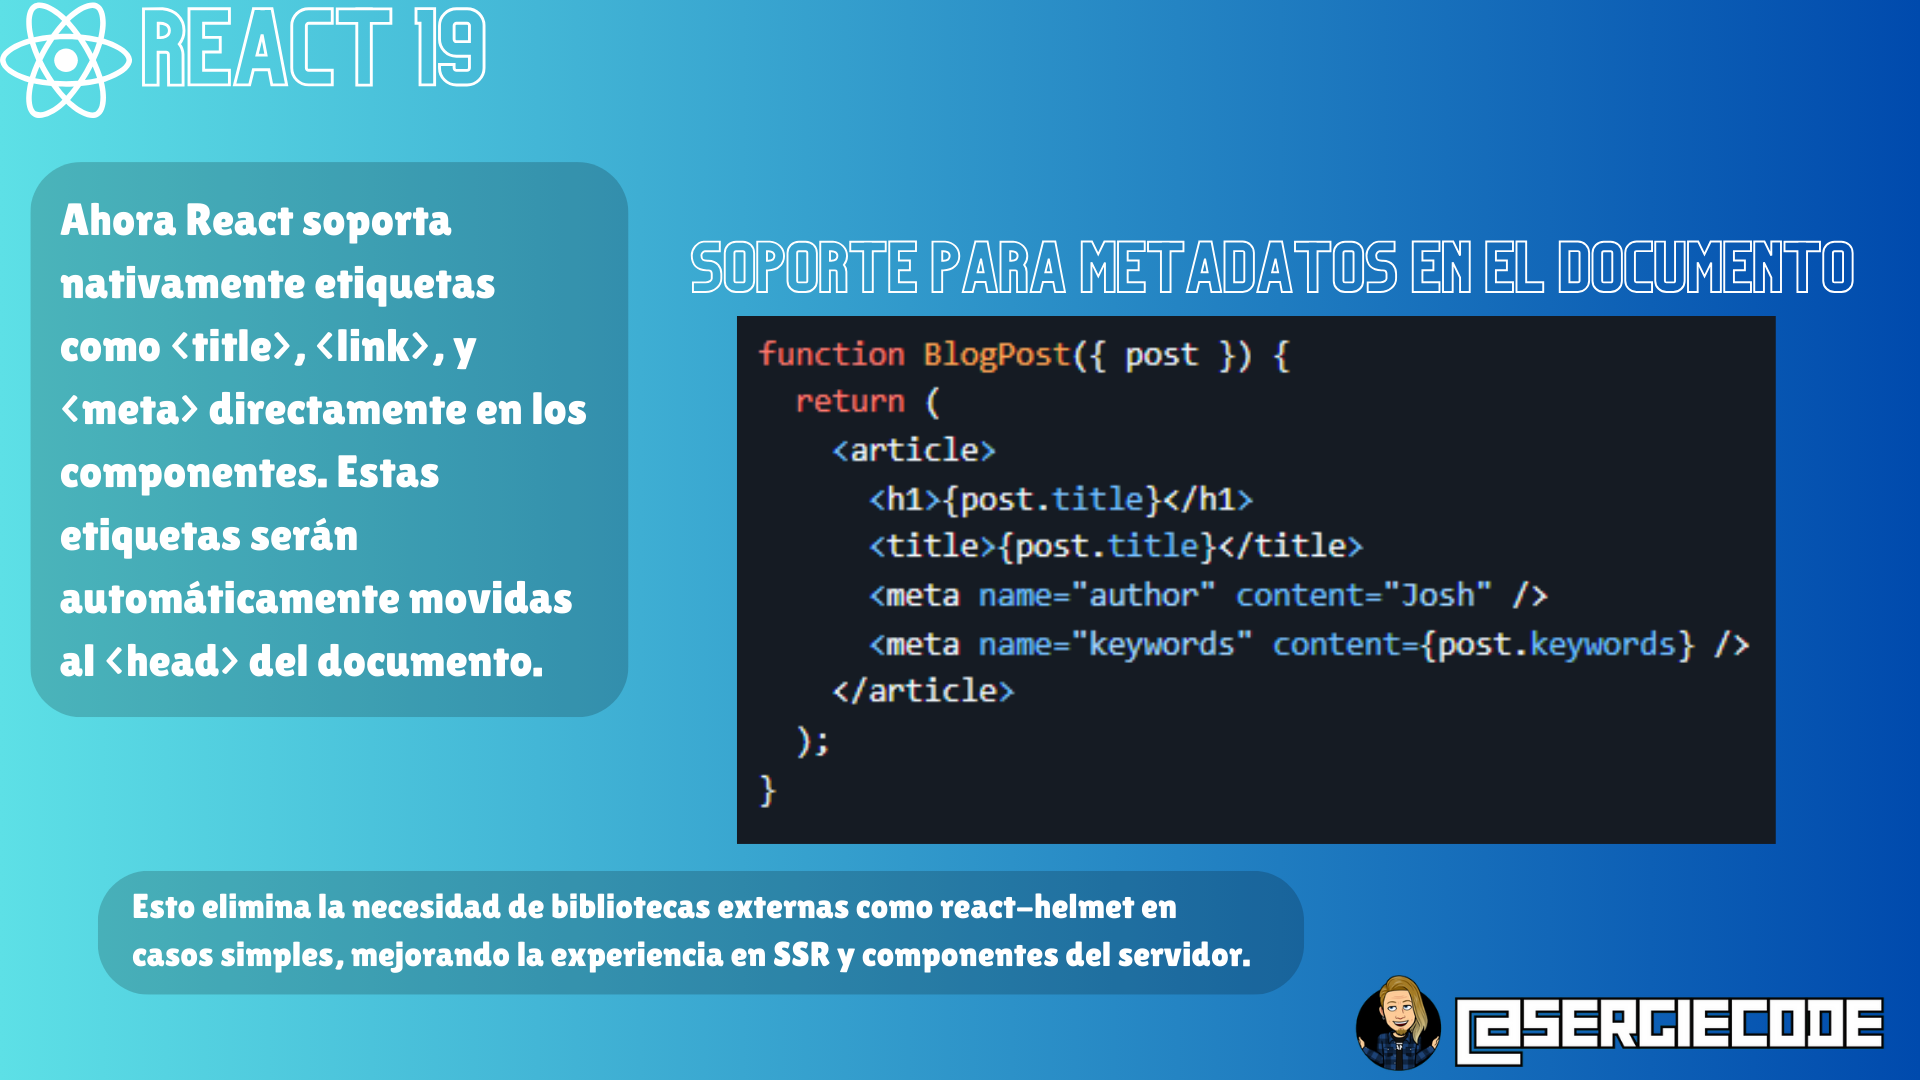 REACT 19
Ahora React soporta
nativamente etiquetas
como <title>, <link>, y
<meta> directamente en los
componentes. Estas
etiquetas serán
automáticamente movidas
al <head> del documento.
SOPORTE PARA METADATOS EN EL DOCUMENTO
function BlogPost({ post }) {
  return (
    <article>
      <h1>{post.title}</h1>
      <title>{post.title}</title>
      <meta name="author" content="Josh" />
      <meta name="keywords" content={post.keywords} />
    </article>
  );
}
Esto elimina la necesidad de bibliotecas externas como react-helmet en
casos simples, mejorando la experiencia en SSR y componentes del servidor.
@SERGIECODE